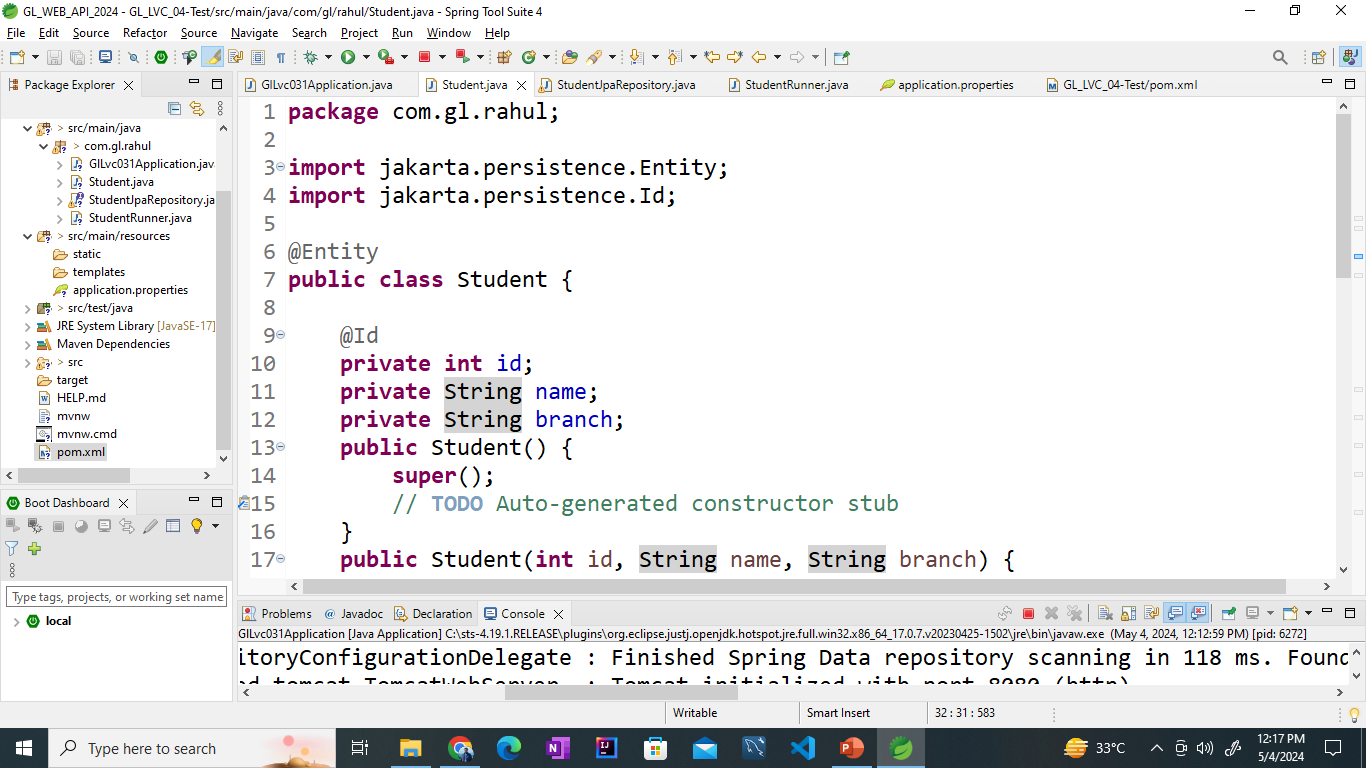 GL_WEB_API_2024 - GL_LVC_04-Test/src/main/java/com/gl/rahul/Student.java - Spring Tool Suite 4
File Edit Source Refactor Source Navigate Search Project Run Window Help
Package Explorer
GlLvc031Application.java Student.java StudentJpaRepository.java StudentRunner.java application.properties GL_LVC_04-Test/pom.xml
> src/main/java
> com.gl.rahul
GlLvc031Application.jav
Student.java
StudentJpaRepository.ja
StudentRunner.java
> src/main/resources
static
templates
application.properties
> src/test/java
JRE System Library [JavaSE-17]
Maven Dependencies
> src
target
HELP.md
mvnw
mvnw.cmd
pom.xml
1 package com.gl.rahul;
2
3 import jakarta.persistence.Entity;
4 import jakarta.persistence.Id;
5
6 @Entity
7 public class Student {
8
9 @Id
10 private int id;
11 private String name;
12 private String branch;
13 public Student() {
14 super();
15 // TODO Auto-generated constructor stub
16 }
17 public Student(int id, String name, String branch) {
Boot Dashboard
Type tags, projects, or working set name
local
Problems Javadoc Declaration Console
GlLvc031Application [Java Application] C:\sts-4.19.1.RELEASE\plugins\org.eclipse.justj.openjdk.hotspot.jre.full.win32.x86_64_17.0.7.v20230425-1502\jre\bin\javaw.exe (May 4, 2024, 12:12:59 PM) [pid: 6272]
itoryConfigurationDelegate : Finished Spring Data repository scanning in 118 ms. Found
ed.tomcat.TomcatWebServer : Tomcat initialized with port 8080 (http)
Writable Smart Insert 32 : 31 : 583
Type here to search
33°C
12:17 PM
5/4/2024